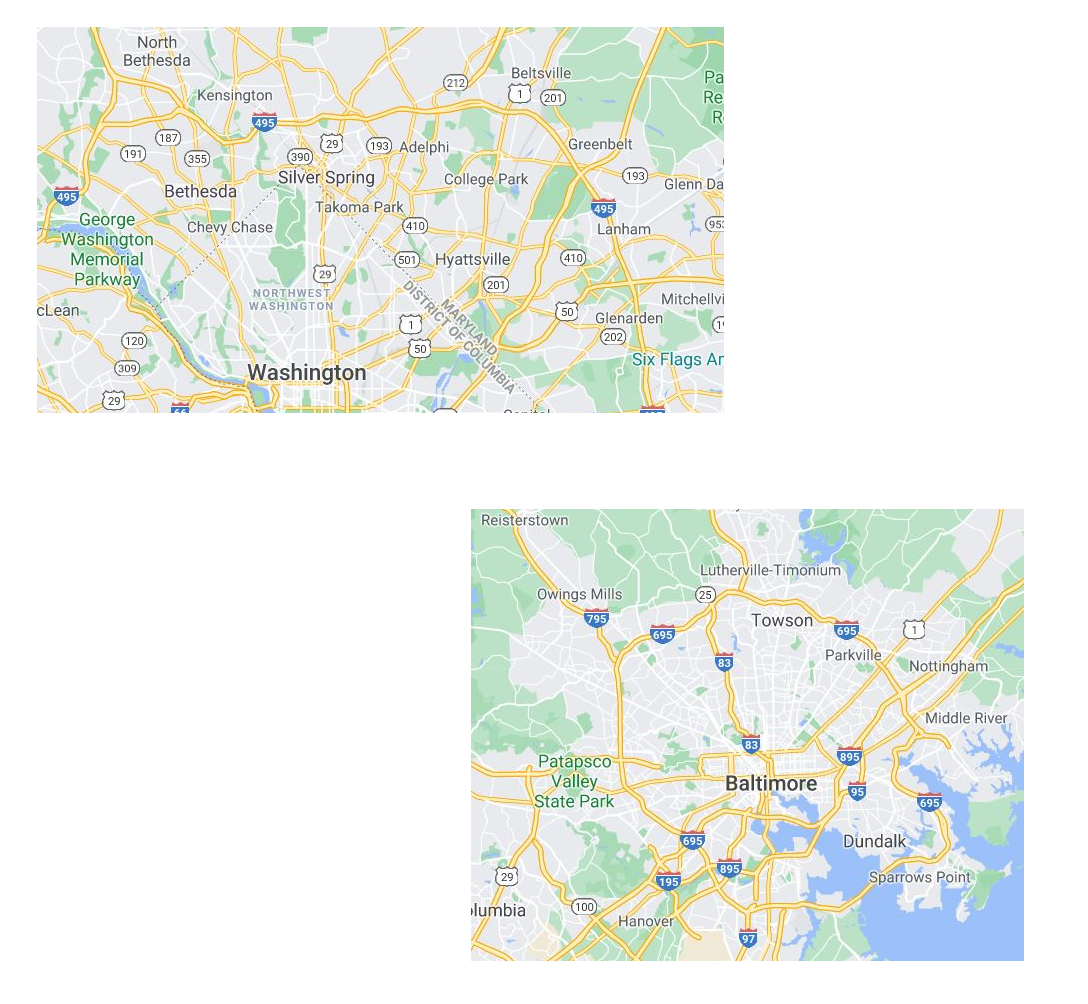 North
Bethesda
Beltsville
212
1
201
Kensington
495
187
29
193
Adelphi
Greenbelt
191
355
390
Silver Spring
College Park
193
Glenn Da
Bethesda
495
495
Takoma Park
George
Washington
Memorial
Parkway
Chevy Chase
410
Lanham
501
Hyattsville
410
29
201
NORTHWEST
WASHINGTON
MARYLAND
DISTRICT OF COLUMBIA
Mitchellvi
cLean
1
50
Glenarden
120
50
202
Six Flags Ar
309
Washington
29
Reisterstown
Lutherville-Timonium
Owings Mills
25
795
695
Towson
695
1
83
Parkville
Nottingham
Middle River
83
895
Patapsco
Valley
State Park
Baltimore
95
695
695
Dundalk
29
195
895
Sparrows Point
100
lumbia
Hanover
97